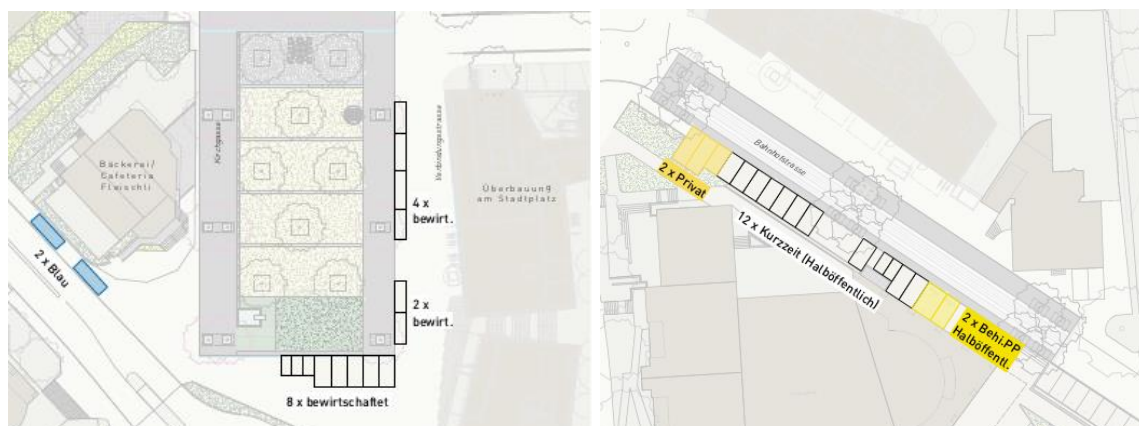 Bäckerei/
Cafeteria
Fleischli
Kirchgasse
Verbindungsstrasse
Überbauung
am Stadtplatz
4 x
bewirt.
2 x Blau
2 x
bewirt.
8 x bewirtschaftet
Bahnhofstrasse
2 x Privat
12 x Kurzzeit (Halböffentlich)
2 x Behi.PP
Halböffentl.